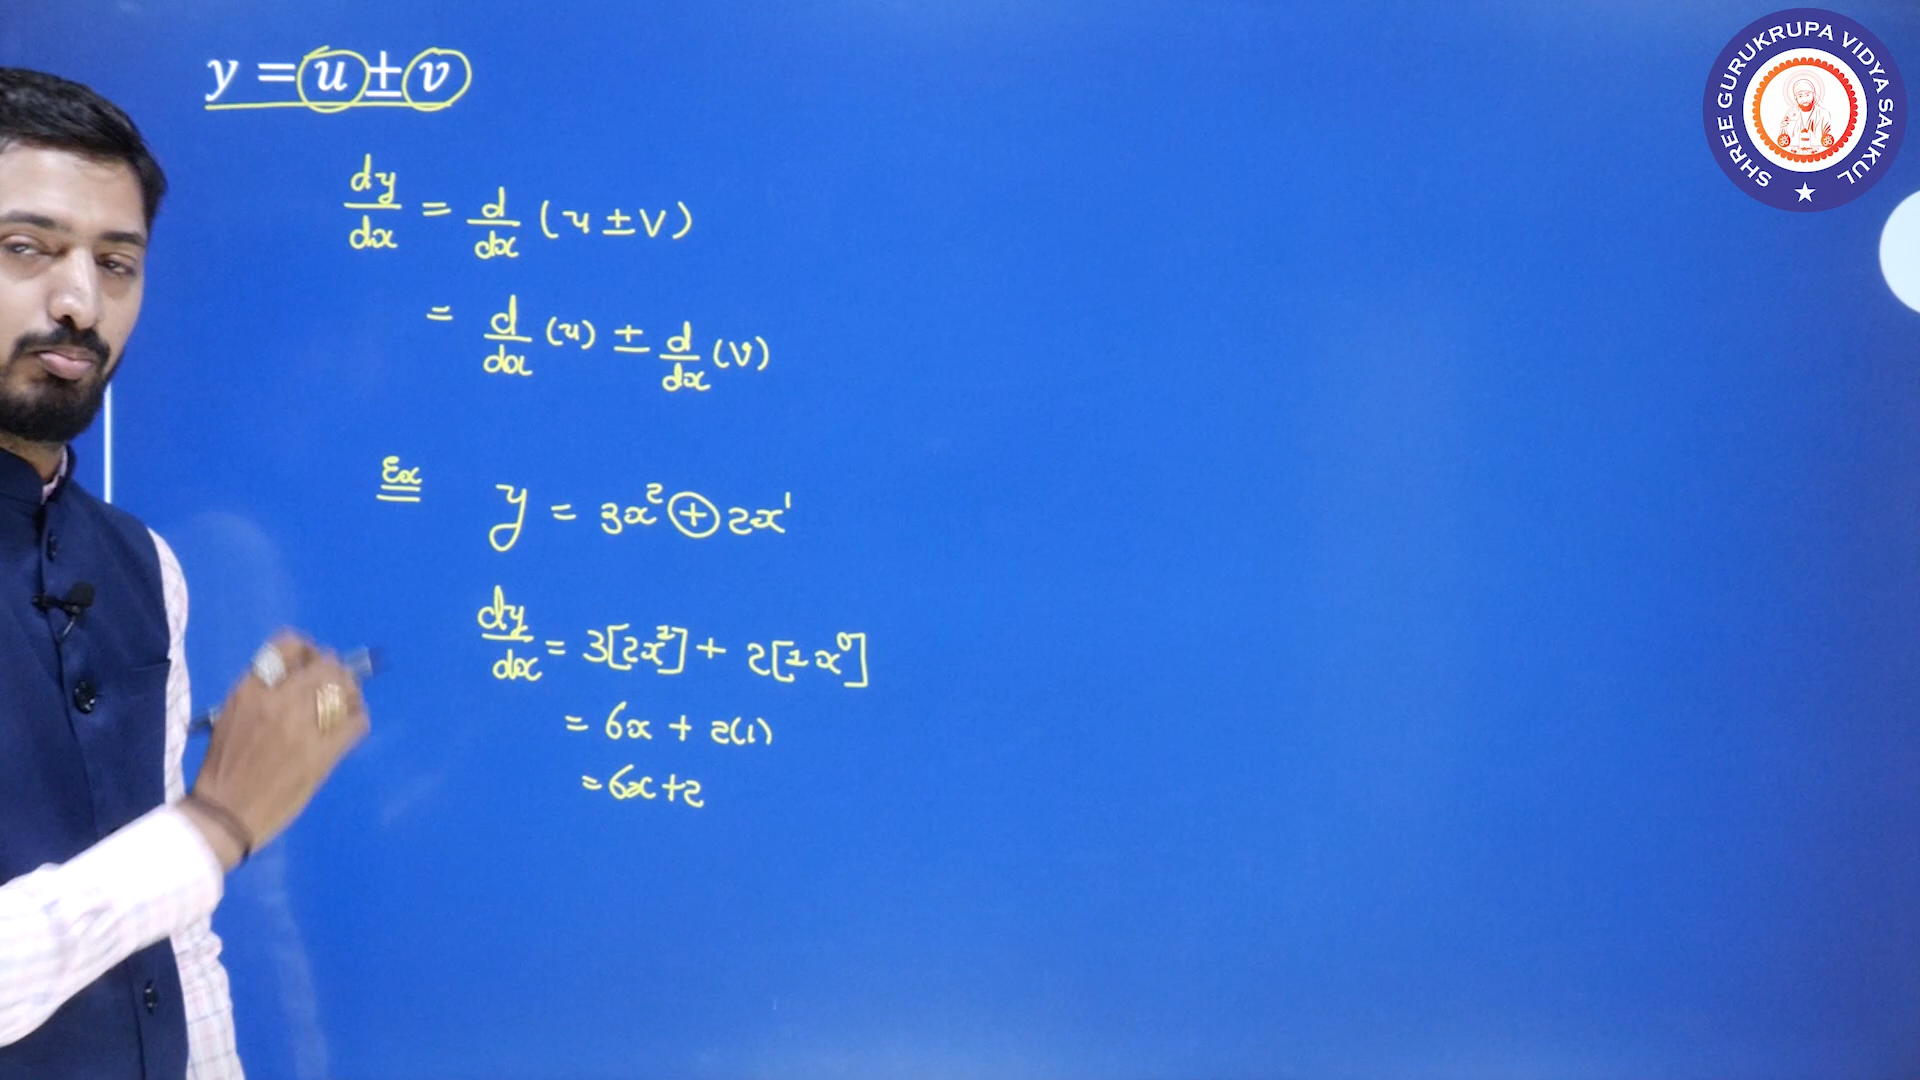 y = u ± v
dy/dx = d/dx (u ± v)
= d/dx (u) ± d/dx (v)
Ex y = 3x² + 2x¹
dy/dx = 3[2x¹] + 2[1x⁰]
= 6x + 2(1)
= 6x + 2
SHREE GURUKRUPA VIDYA SANKUL